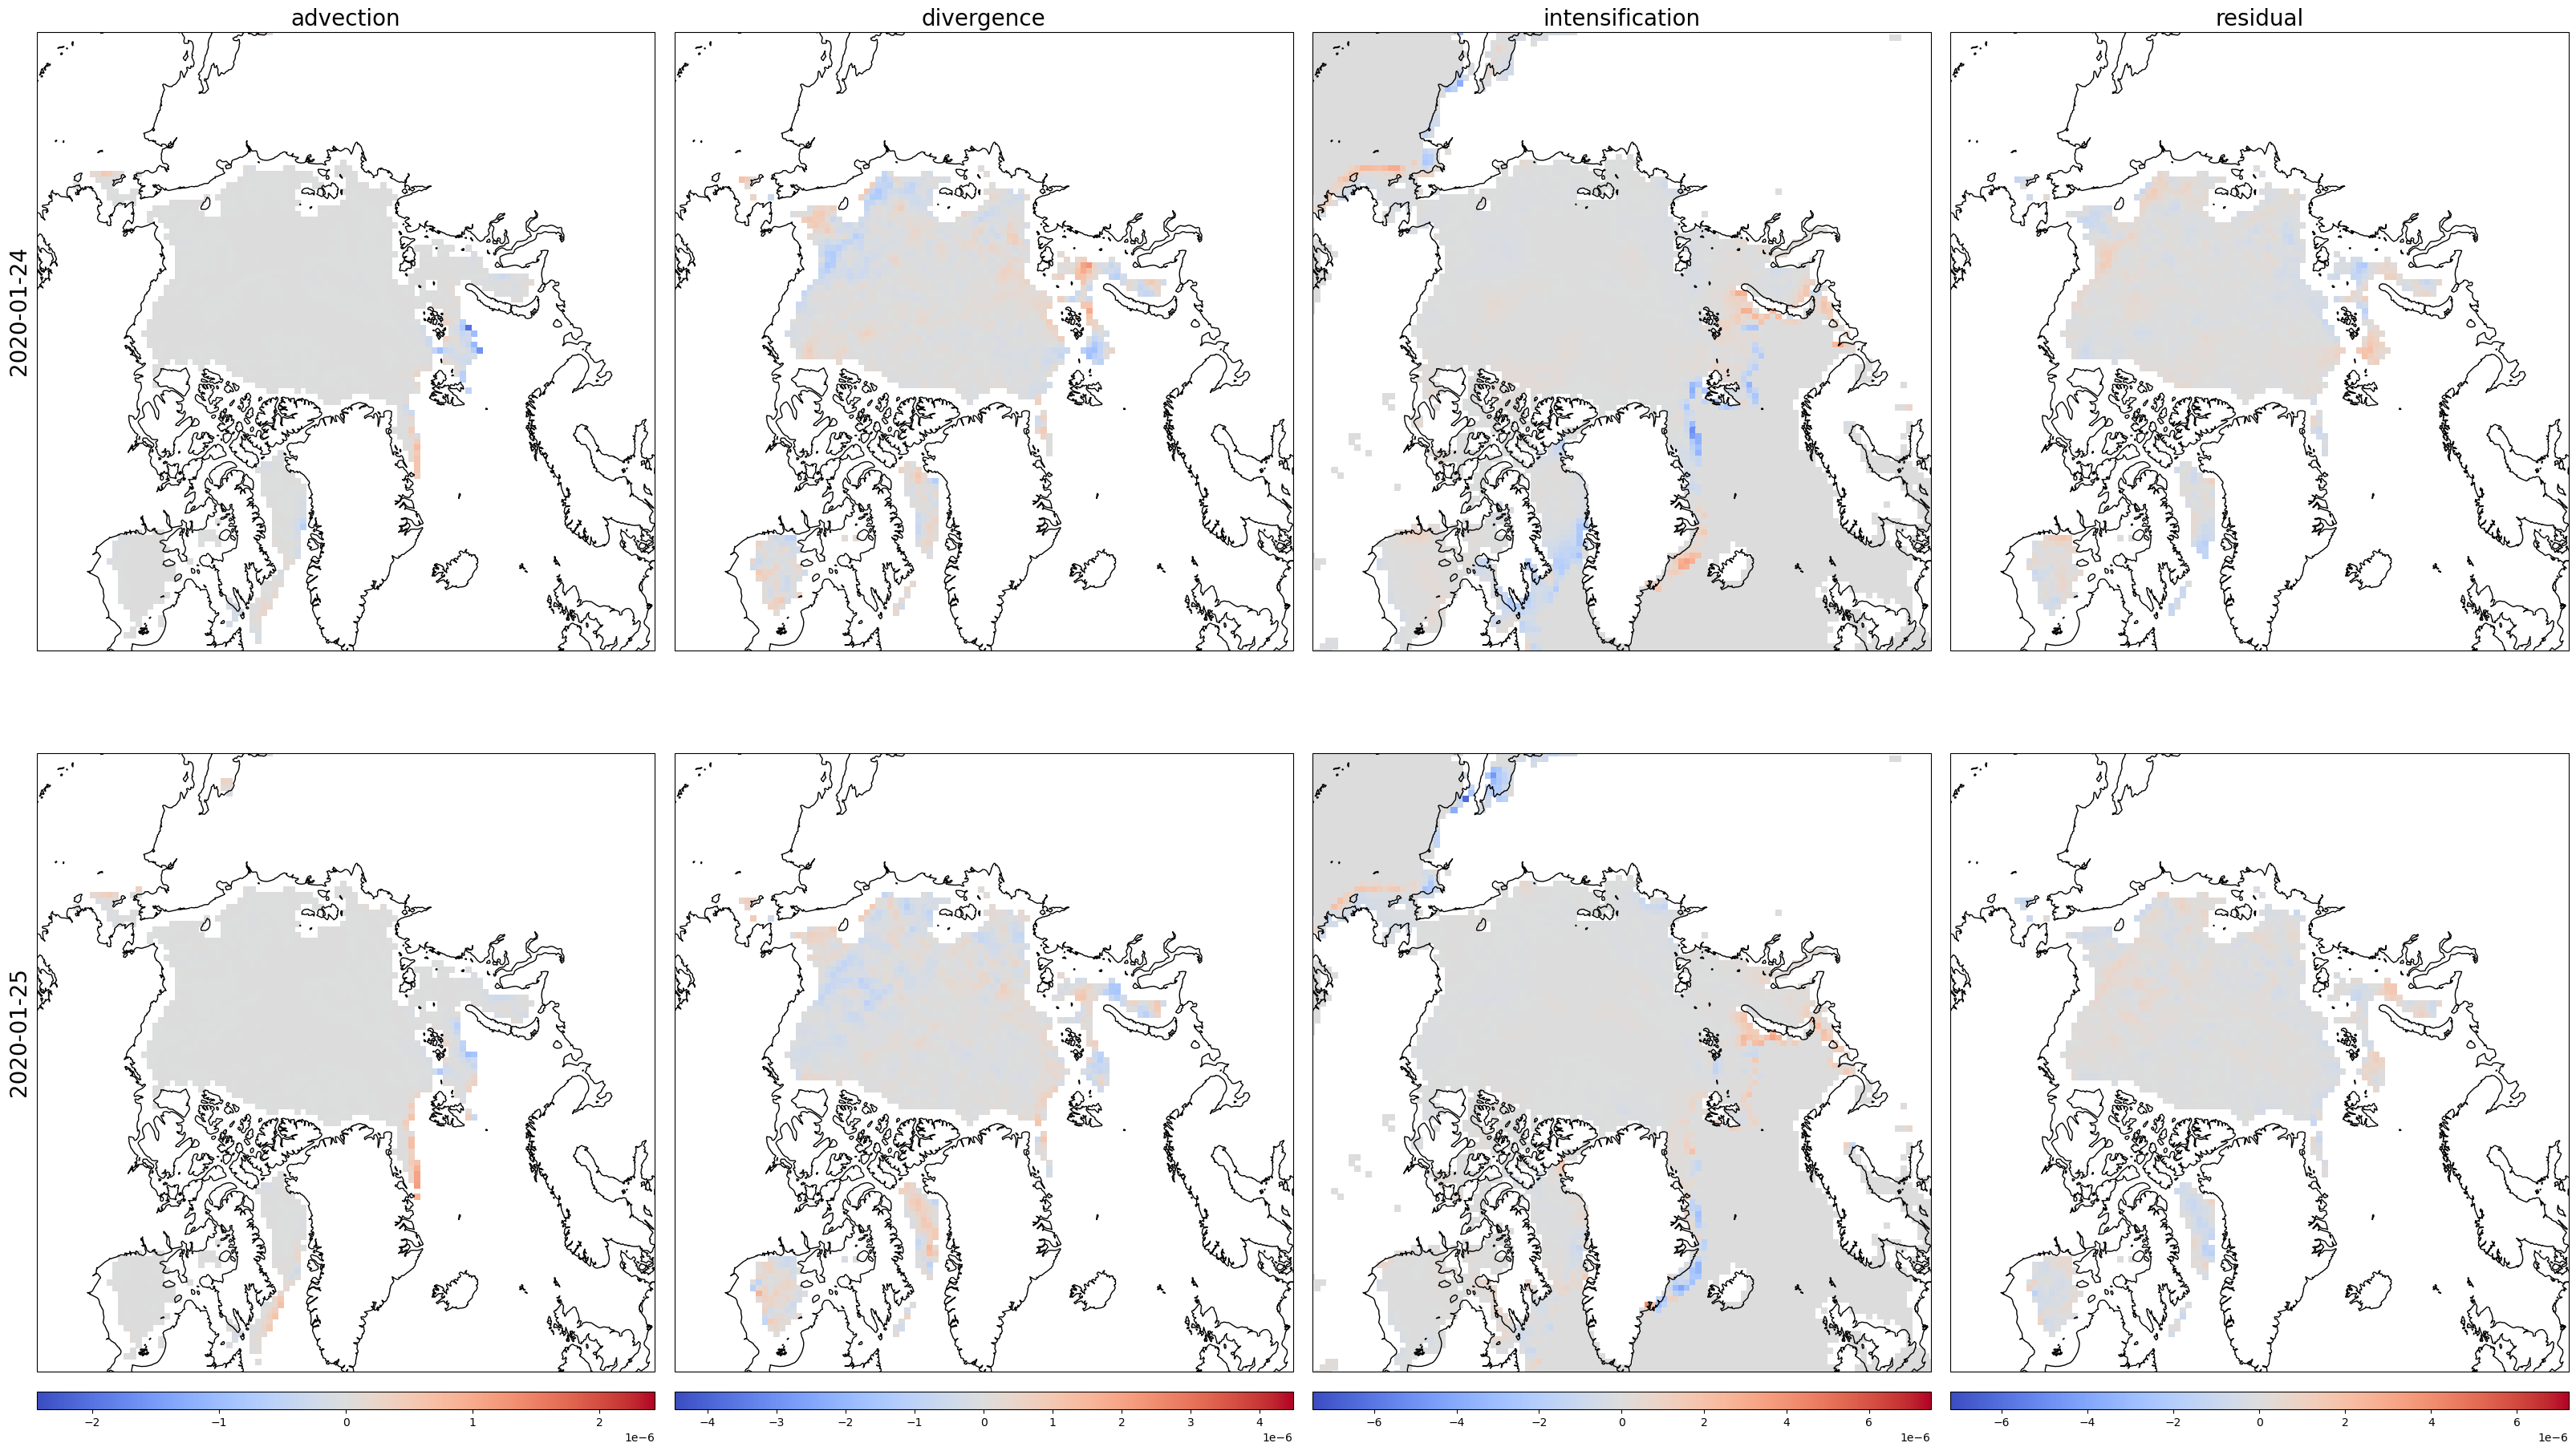 advection divergence intensification residual
2020-01-24
2020-01-25
−2 −1 0 1 2 −4 −3 −2 −1 0 1 2 3 4 −6 −4 −2 0 2 4 6 −6 −4 −2 0 2 4 6
1e−6 1e−6 1e−6 1e−6